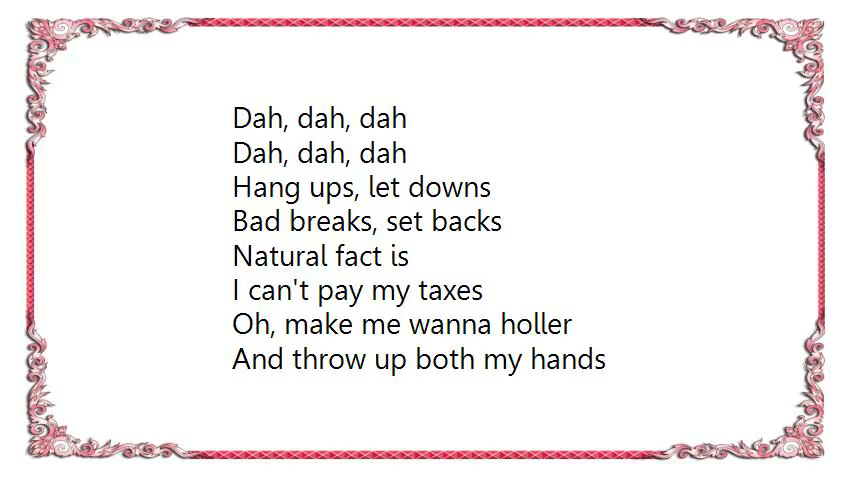 Dah, dah, dah
Dah, dah, dah
Hang ups, let downs
Bad breaks, set backs
Natural fact is
I can't pay my taxes
Oh, make me wanna holler
And throw up both my hands